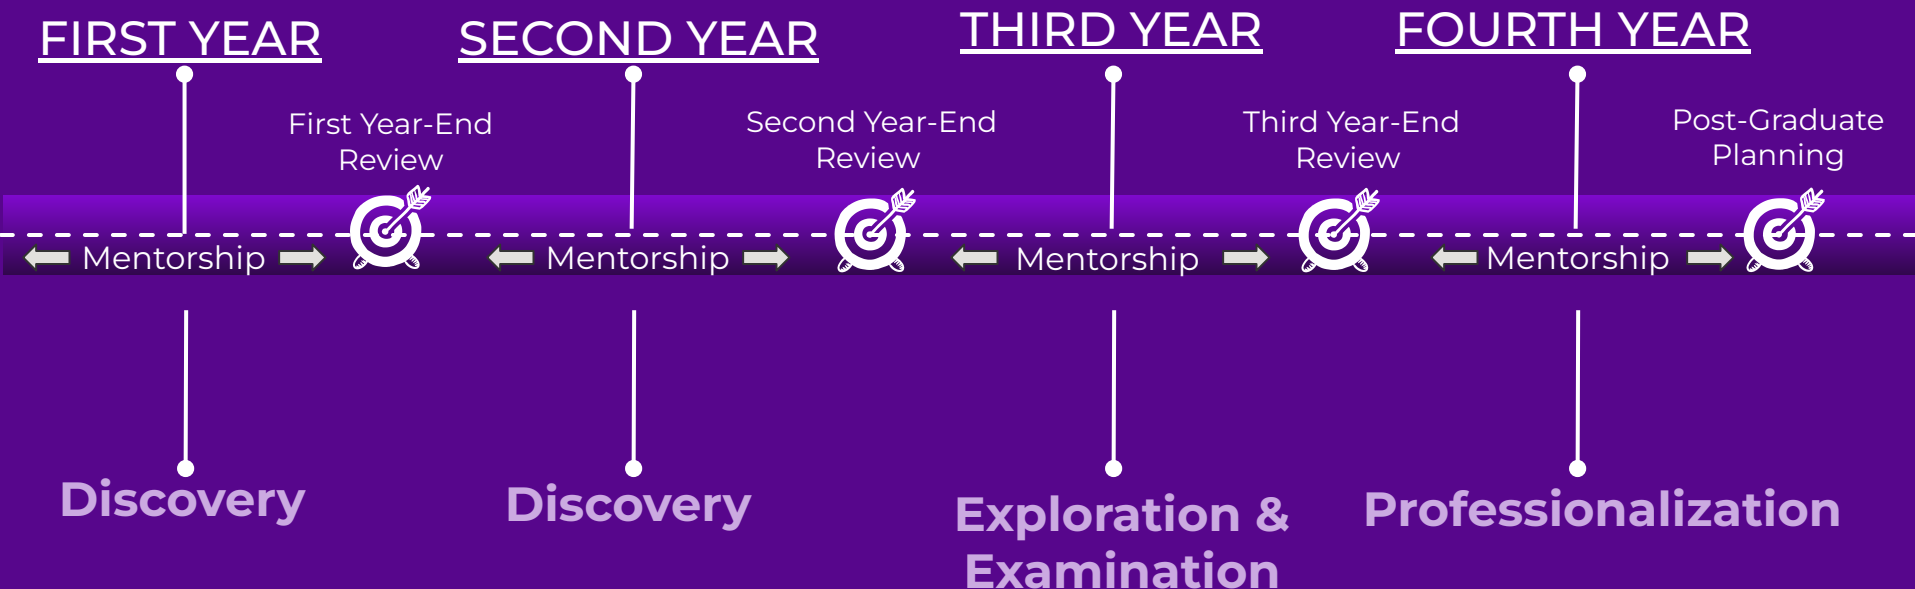 FIRST YEAR
SECOND YEAR
THIRD YEAR
FOURTH YEAR
First Year-End
Review
Second Year-End
Review
Third Year-End
Review
Post-Graduate
Planning
Mentorship
Mentorship
Mentorship
Mentorship
Discovery
Discovery
Exploration &
Examination
Professionalization